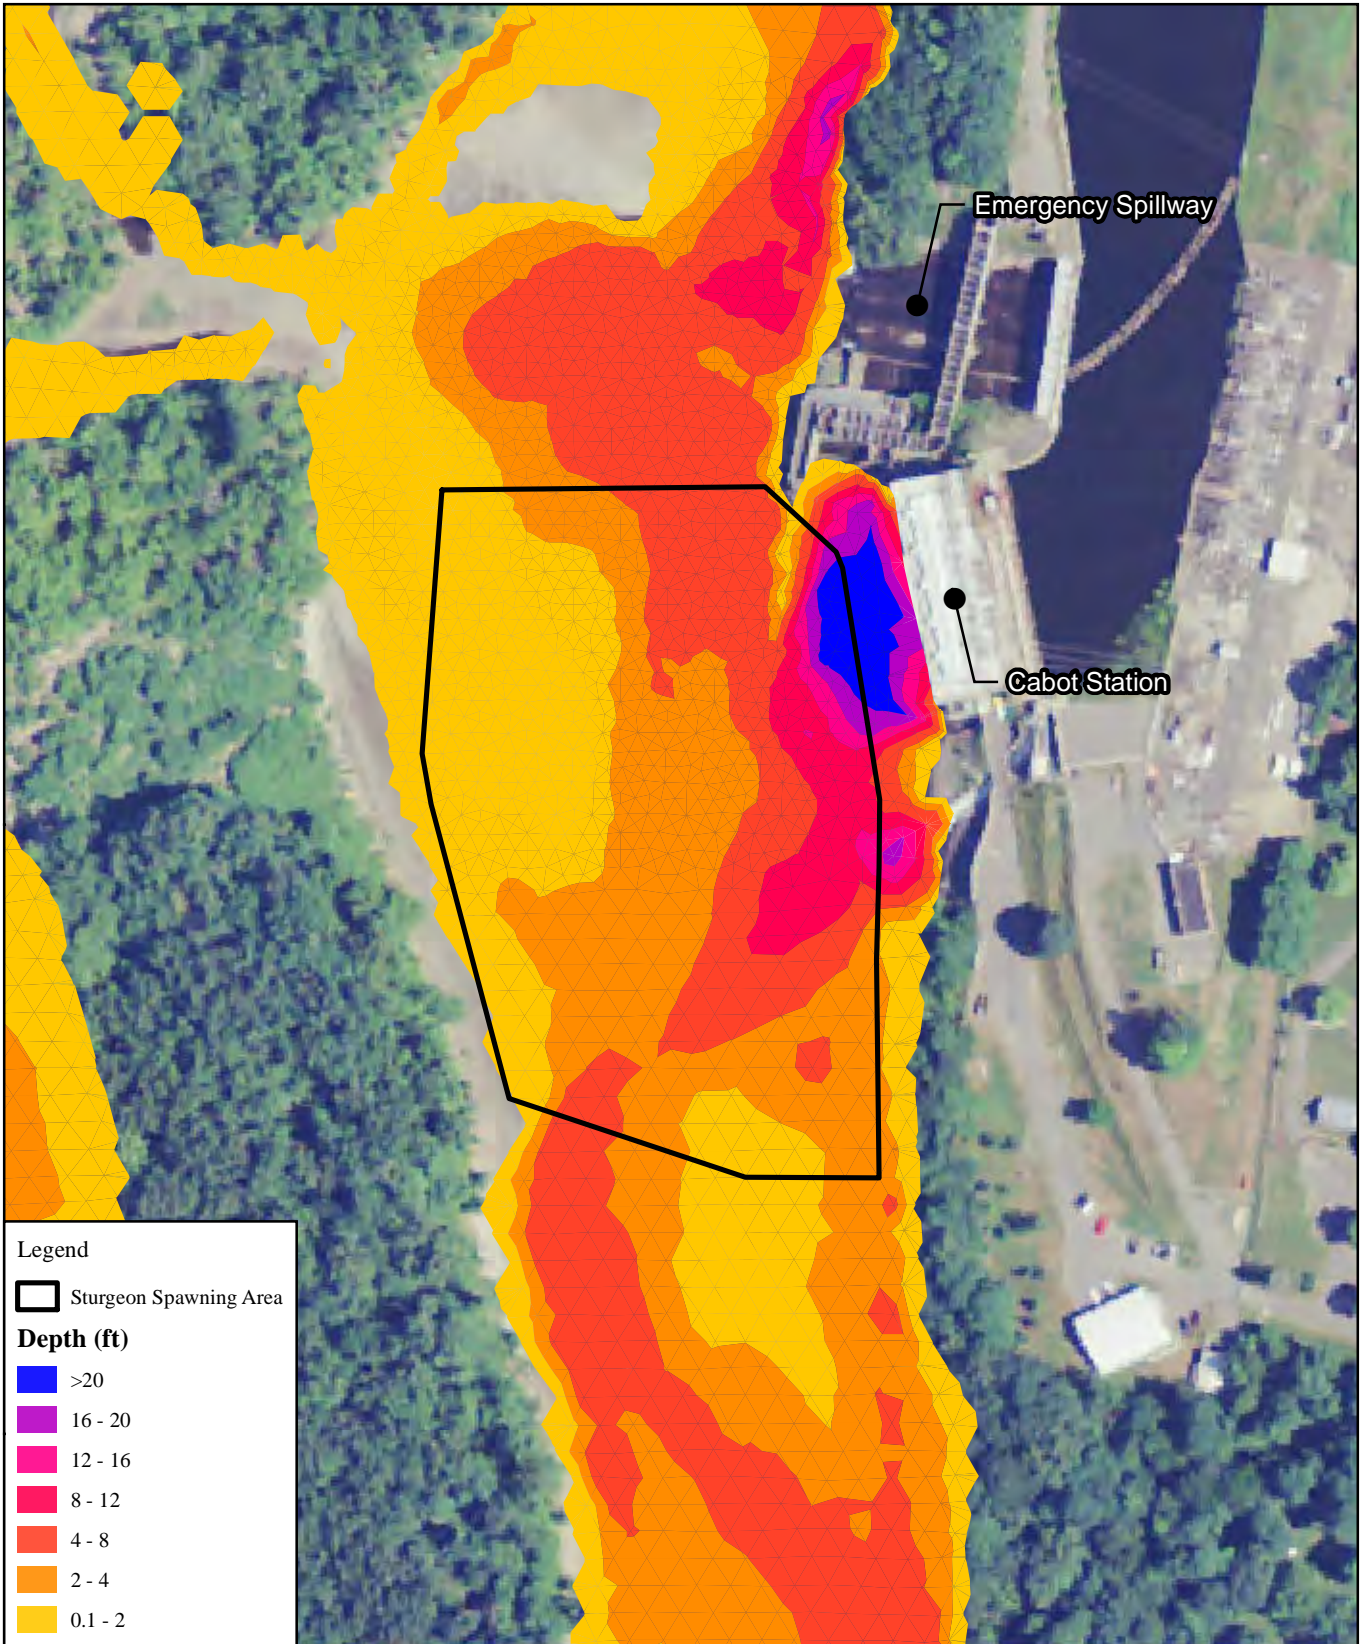 Emergency Spillway
Cabot Station
Legend
Sturgeon Spawning Area
Depth (ft)
>20
16 - 20
12 - 16
8 - 12
4 - 8
2 - 4
0.1 - 2